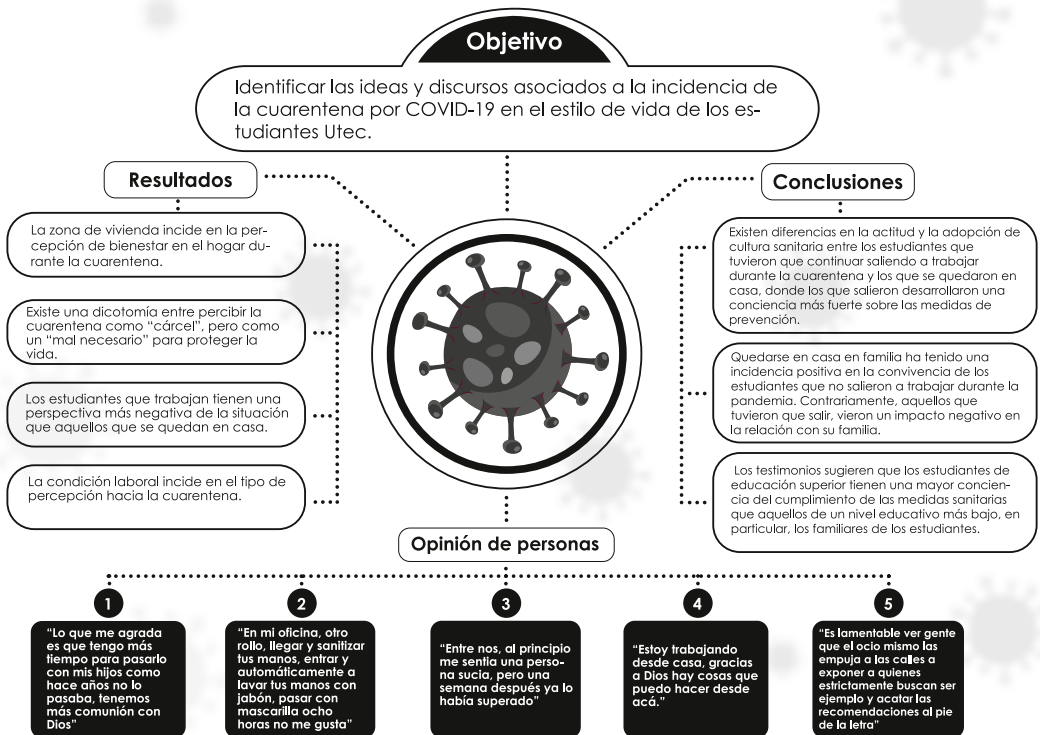 Objetivo
Identificar las ideas y discursos asociados a la incidencia de
la cuarentena por COVID-19 en el estilo de vida de los es-
tudiantes Utec.
Resultados
La zona de vivienda incide en la per-
cepción de bienestar en el hogar du-
rante la cuarentena.
Existe una dicotomía entre percibir la
cuarentena como “cárcel”, pero como
un “mal necesario” para proteger la
vida.
Los estudiantes que trabajan tienen una
perspectiva más negativa de la situación
que aquellos que se quedan en casa.
La condición laboral incide en el tipo de
percepción hacia la cuarentena.
Conclusiones
Existen diferencias en la actitud y la adopción de
cultura sanitaria entre los estudiantes que
tuvieron que continuar saliendo a trabajar
durante la cuarentena y los que se quedaron en
casa, donde los que salieron desarrollaron una
conciencia más fuerte sobre las medidas de
prevención.
Quedarse en casa en familia ha tenido una
incidencia positiva en la convivencia de los
estudiantes que no salieron a trabajar durante la
pandemia. Contrariamente, aquellos que
tuvieron que salir, vieron un impacto negativo en
la relación con su familia.
Los testimonios sugieren que los estudiantes de
educación superior tienen una mayor concien-
cia del cumplimiento de las medidas sanitarias
que aquellos de un nivel educativo más bajo, en
particular, los familiares de los estudiantes.
Opinión de personas
1
“Lo que me agrada
es que tengo más
tiempo para pasarlo
con mis hijos como
hace años no lo
pasaba, tenemos
más comunión con
Dios”
2
“En mi oficina, otro
rollo, llegar y sanitizar
tus manos, entrar y
automáticamente a
lavar tus manos con
jabón, pasar con
mascarilla ocho
horas no me gusta”
3
“Entre nos, al principio
me sentia una perso-
na sucia, pero una
semana después ya lo
había superado”
4
“Estoy trabajando
desde casa, gracias
a Dios hay cosas que
puedo hacer desde
acá.”
5
“Es lamentable ver gente
que el ocio mismo las
empuja a las calles a
exponer a quienes
estrictamente buscan ser
ejemplo y acatar las
recomendaciones al pie
de la letra”